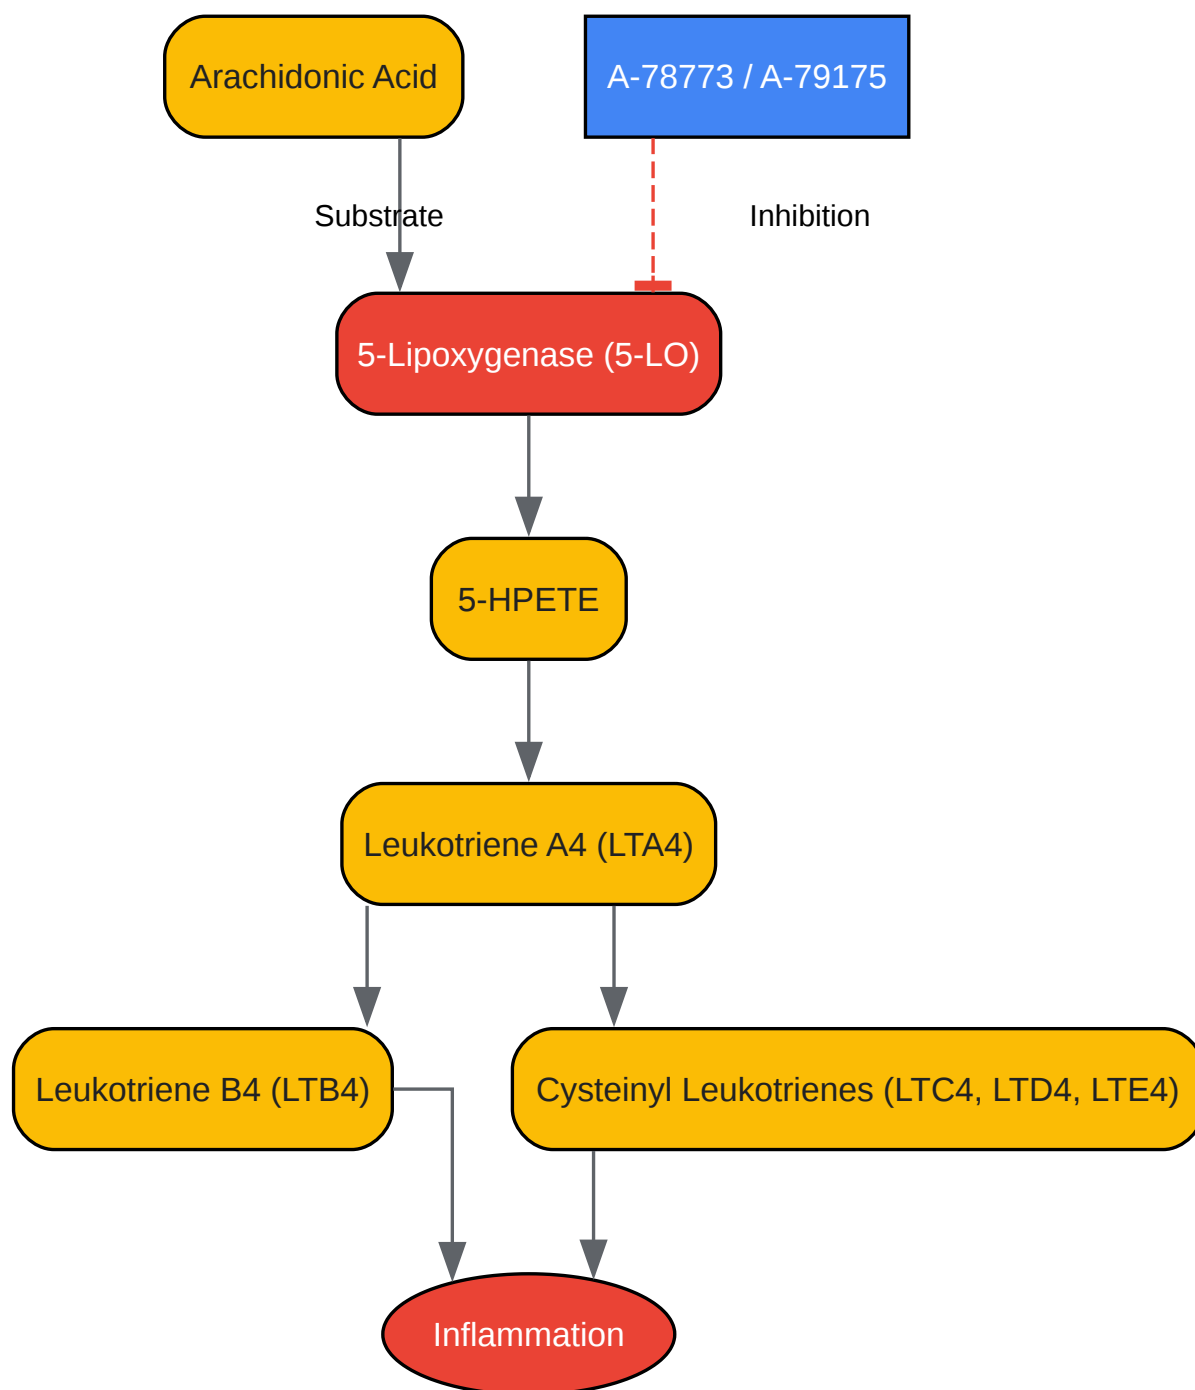 Arachidonic Acid
A-78773 / A-79175
Substrate
Inhibition
5-Lipoxygenase (5-LO)
5-HPETE
Leukotriene A4 (LTA4)
Leukotriene B4 (LTB4)
Cysteinyl Leukotrienes (LTC4, LTD4, LTE4)
Inflammation